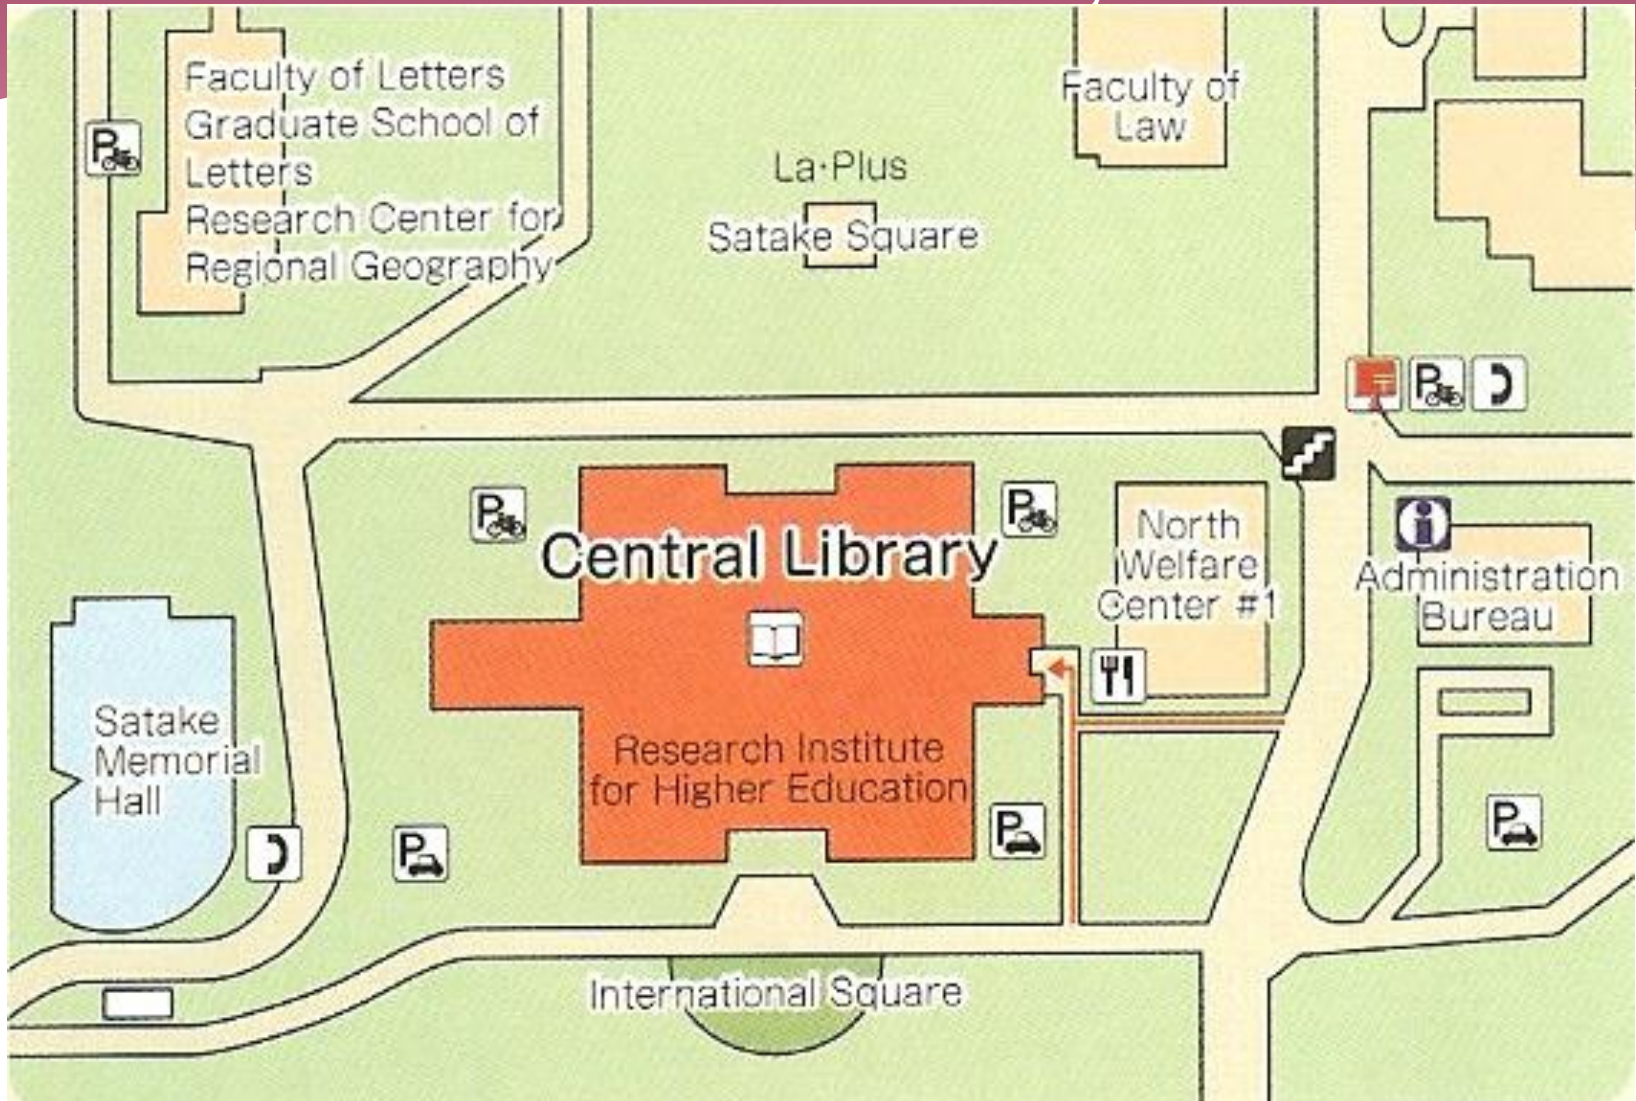 Faculty of Letters
Graduate School of
Letters
Research Center for
Regional Geography
La·Plus
Satake Square
Faculty of
Law
P
P
P
P
Central Library
North
Welfare
Center #1
i
Administration
Bureau
Satake
Memorial
Hall
Research Institute
for Higher Education
P
P
P
International Square